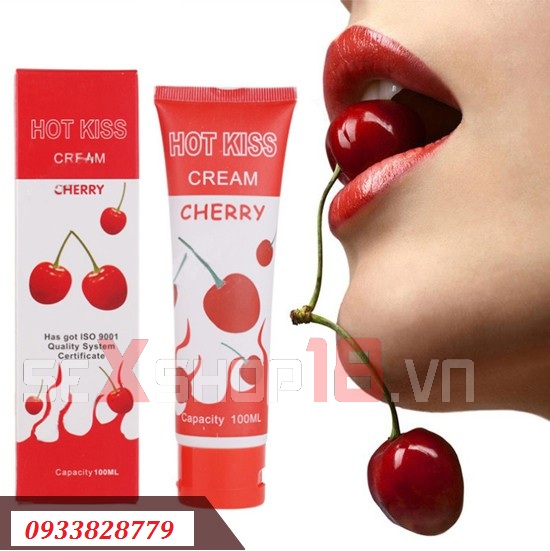 HOT KISS
CREAM
CHERRY
Has got ISO 9001
Quality System
Certificate
Capacity 100ML
HOT KISS
CREAM
CHERRY
Capacity 100ML
sexshop18.vn
0933828779